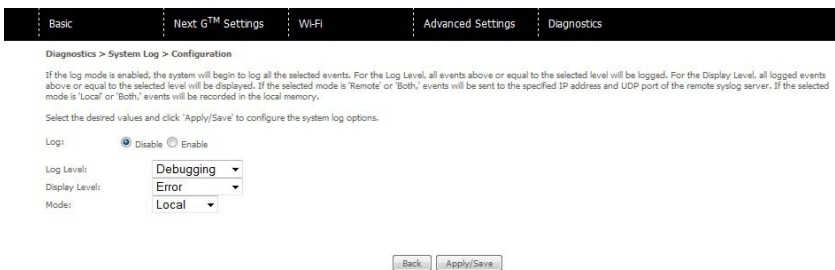 Basic
Next G™ Settings
Wi-Fi
Advanced Settings
Diagnostics
Diagnostics > System Log > Configuration
If the log mode is enabled, the system will begin to log all the selected events. For the Log Level, all events above or equal to the selected level will be logged. For the Display Level, all logged events
above or equal to the selected level will be displayed. If the selected mode is 'Remote' or 'Both,' events will be sent to the specified IP address and UDP port of the remote syslog server. If the selected
mode is 'Local' or 'Both,' events will be recorded in the local memory.
Select the desired values and click 'Apply/Save' to configure the system log options.
Log: Disable Enable
Log Level: Debugging
Display Level: Error
Mode: Local
Back Apply/Save